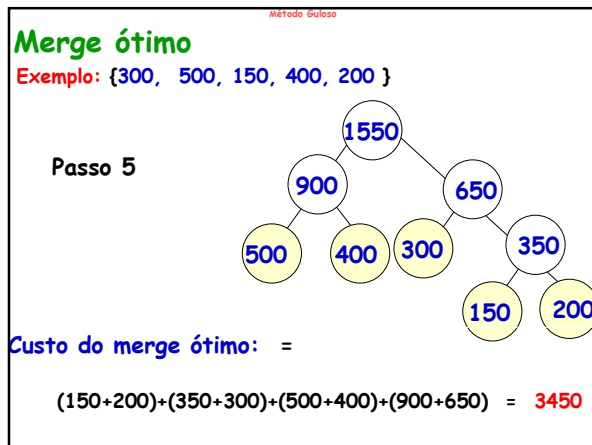 Método Guloso
Merge ótimo
Exemplo: {300, 500, 150, 400, 200 }
1550
Passo 5
900
650
500
400
300
350
150
200
Custo do merge ótimo: =
(150+200)+(350+300)+(500+400)+(900+650) = 3450